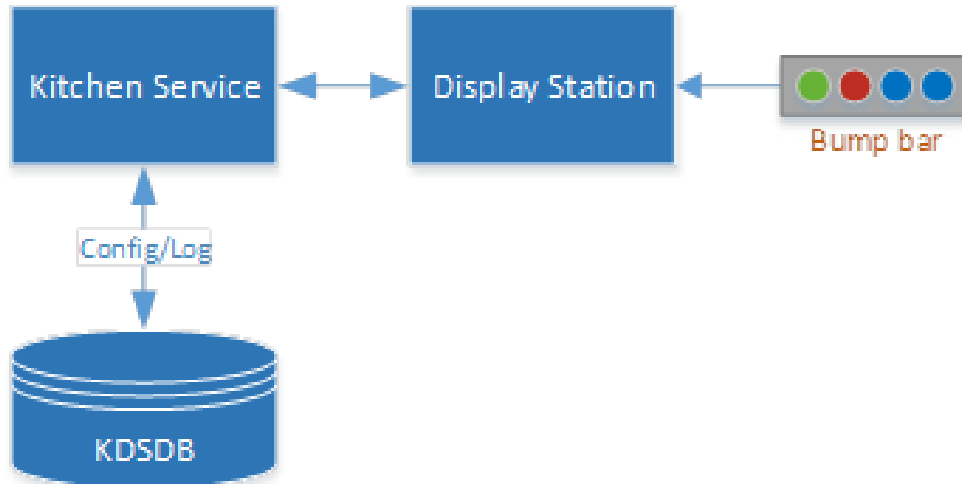 Kitchen Service
Display Station
Bump bar
Config/Log
KDSDB